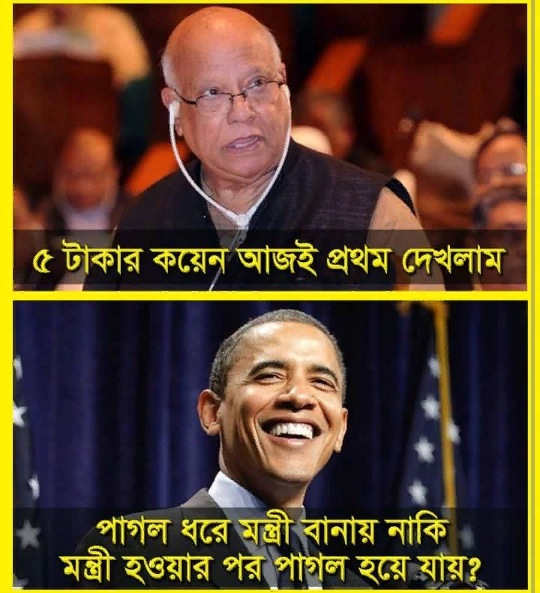 ৫ টাকার কয়েন আজই প্রথম দেখলাম
পাগল ধরে মন্ত্রী বানায় নাকি
মন্ত্রী হওয়ার পর পাগল হয়ে যায়?